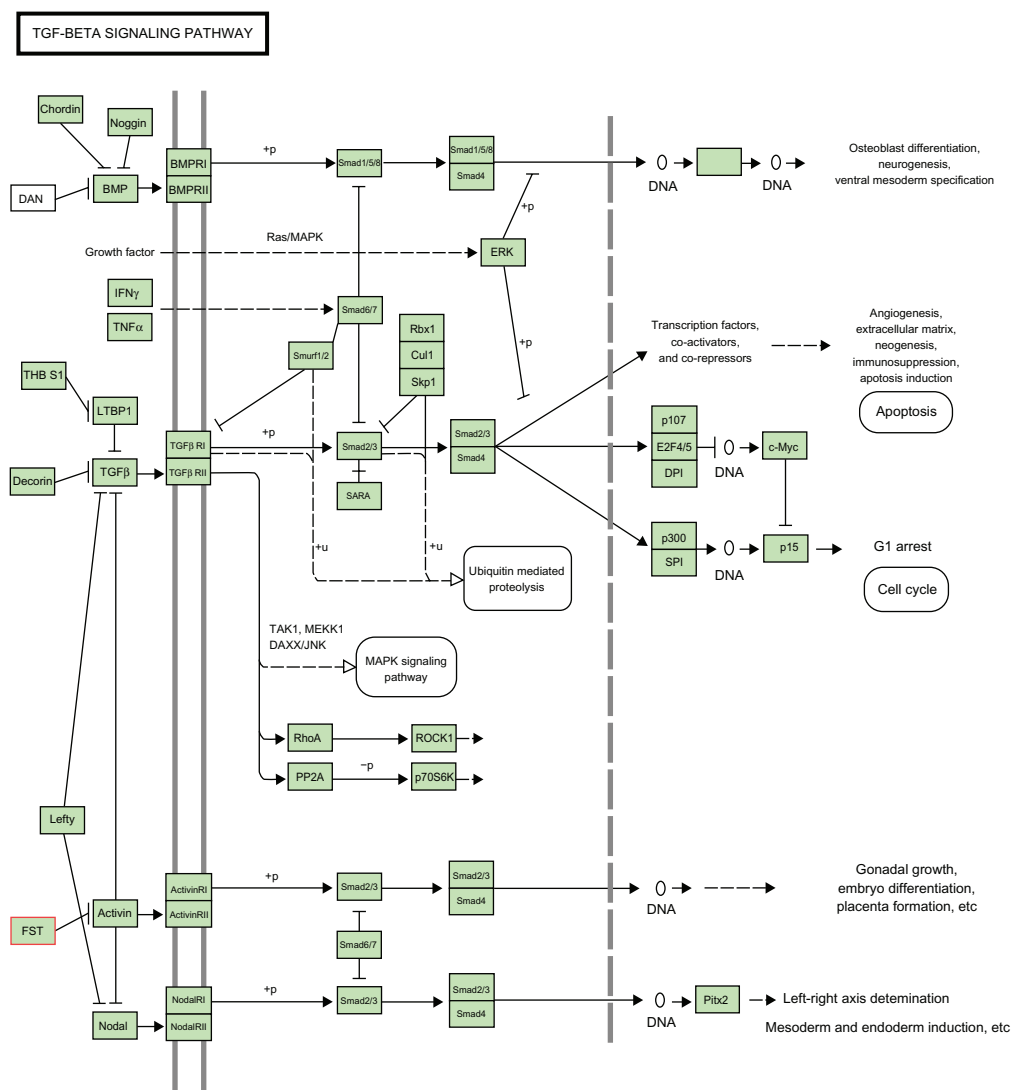 TGF-BETA SIGNALING PATHWAY
Chordin
Noggin
DAN
BMP
BMPRI
BMPRII
+p
Smad1/5/8
Smad1/5/8
Smad4
DNA
DNA
Osteoblast differentiation,
neurogenesis,
ventral mesoderm specification
+p
Growth factor
Ras/MAPK
ERK
IFNγ
TNFα
Smad6/7
Smurf1/2
Rbx1
Cul1
Skp1
+p
Transcription factors,
co-activators,
and co-repressors
Angiogenesis,
extracellular matrix,
neogenesis,
immunosuppression,
apotosis induction
Apoptosis
THB S1
LTBP1
Decorin
TGFβ
TGFβ RI
TGFβ RII
+p
Smad2/3
SARA
Smad2/3
Smad4
p107
E2F4/5
DPI
DNA
c-Myc
p300
SPI
DNA
p15
G1 arrest
Cell cycle
+u
+u
Ubiquitin mediated
proteolysis
TAK1, MEKK1
DAXX/JNK
MAPK signaling
pathway
RhoA
ROCK1
PP2A
−p
p70S6K
Lefty
FST
Activin
ActivinRI
ActivinRII
+p
Smad2/3
Smad2/3
Smad4
DNA
Gonadal growth,
embryo differentiation,
placenta formation, etc
Smad6/7
Nodal
NodalRI
NodalRII
+p
Smad2/3
Smad2/3
Smad4
DNA
Pitx2
Left-right axis detemination
Mesoderm and endoderm induction, etc